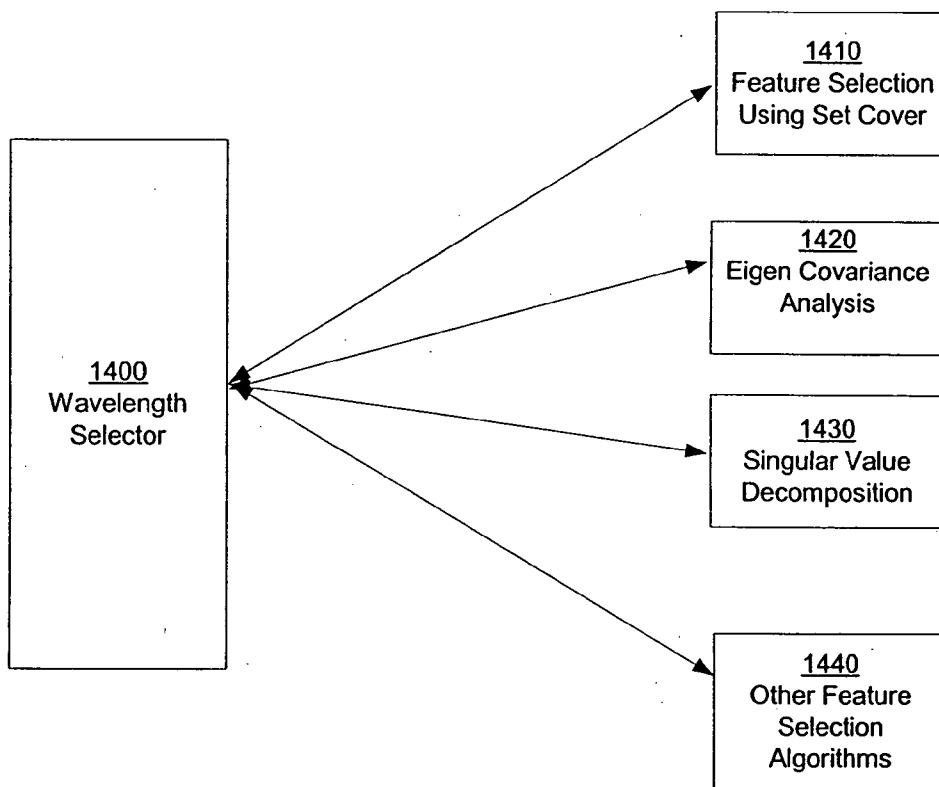 1400
Wavelength
Selector
1410
Feature Selection
Using Set Cover
1420
Eigen Covariance
Analysis
1430
Singular Value
Decomposition
1440
Other Feature
Selection
Algorithms